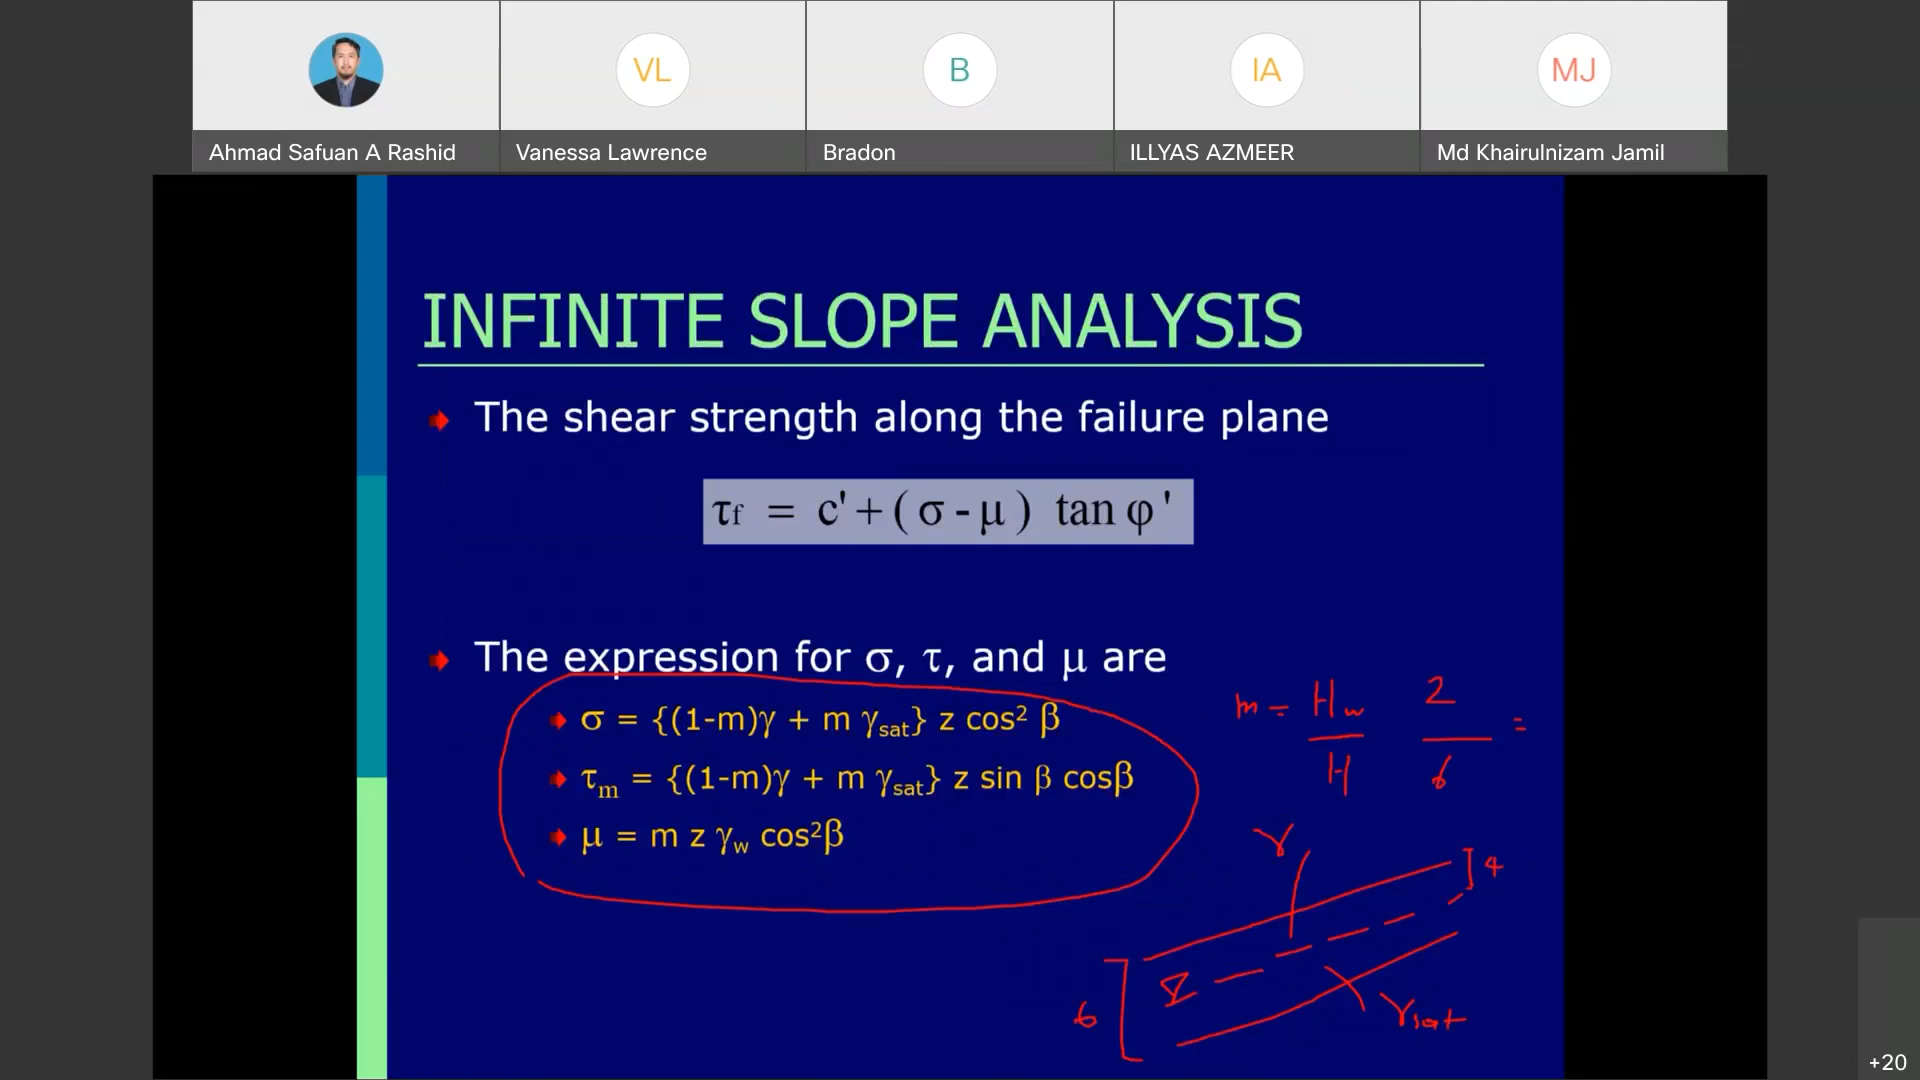 VL
B
IA
MJ
Ahmad Safuan A Rashid
Vanessa Lawrence
Bradon
ILLYAS AZMEER
Md Khairulnizam Jamil
INFINITE SLOPE ANALYSIS
The shear strength along the failure plane
τf = c'+(σ-μ) tan φ'
The expression for σ, τ, and μ are
σ = {(1-m)γ + m γsat} z cos² β
τm = {(1-m)γ + m γsat} z sin β cosβ
μ = m z γw cos²β
m = Hw/H 2/6 =
γ
4
6
γsat
+20